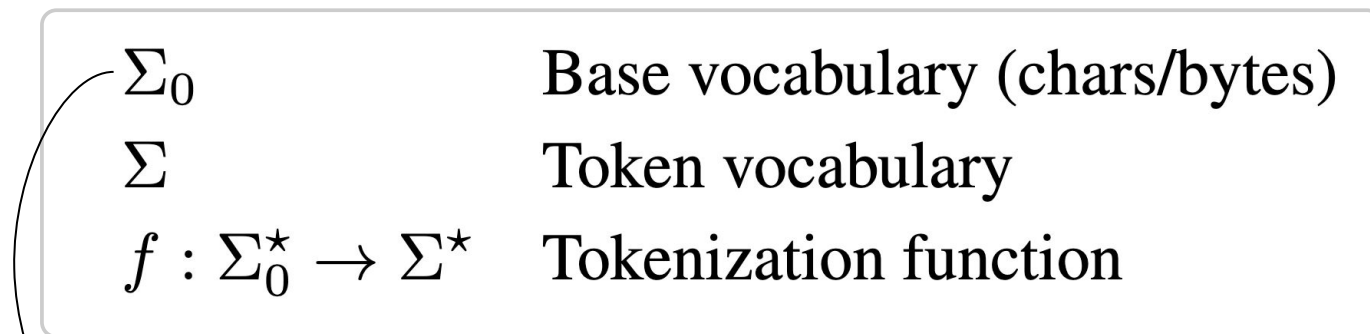 Σ₀ Base vocabulary (chars/bytes)
Σ Token vocabulary
f : Σ₀⋆ → Σ⋆ Tokenization function